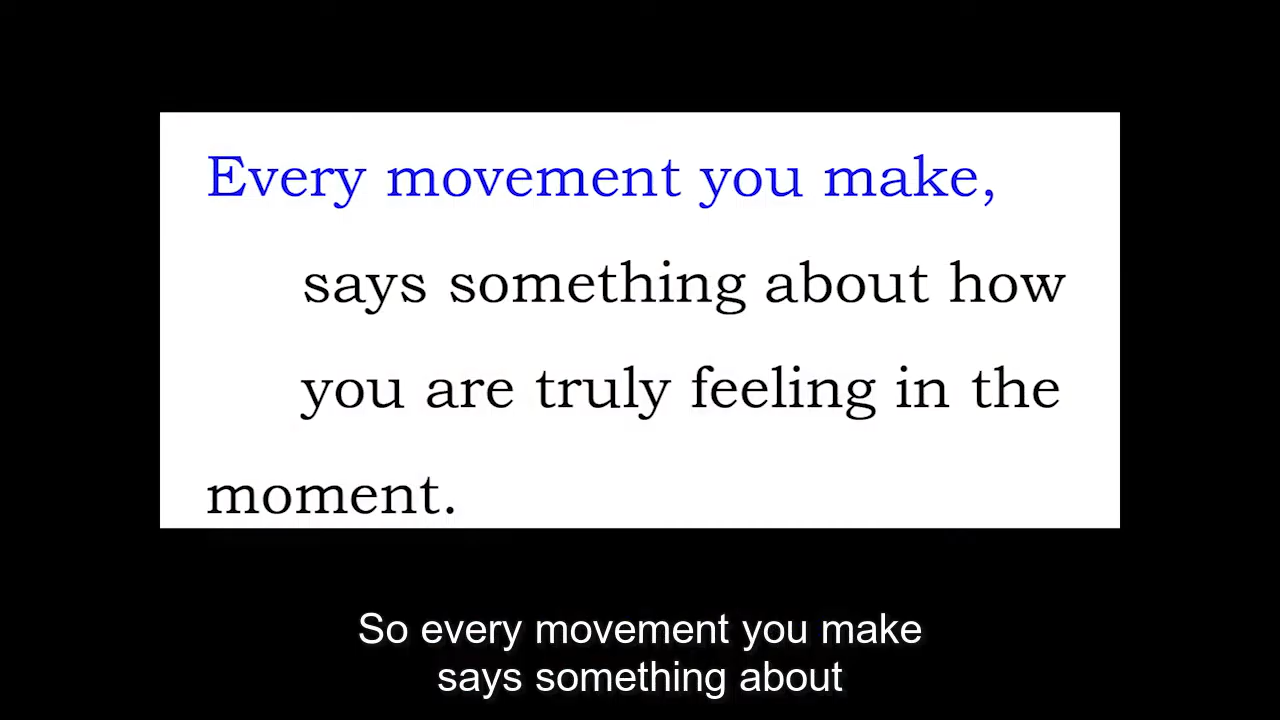 Every movement you make,
says something about how
you are truly feeling in the
moment.
So every movement you make
says something about